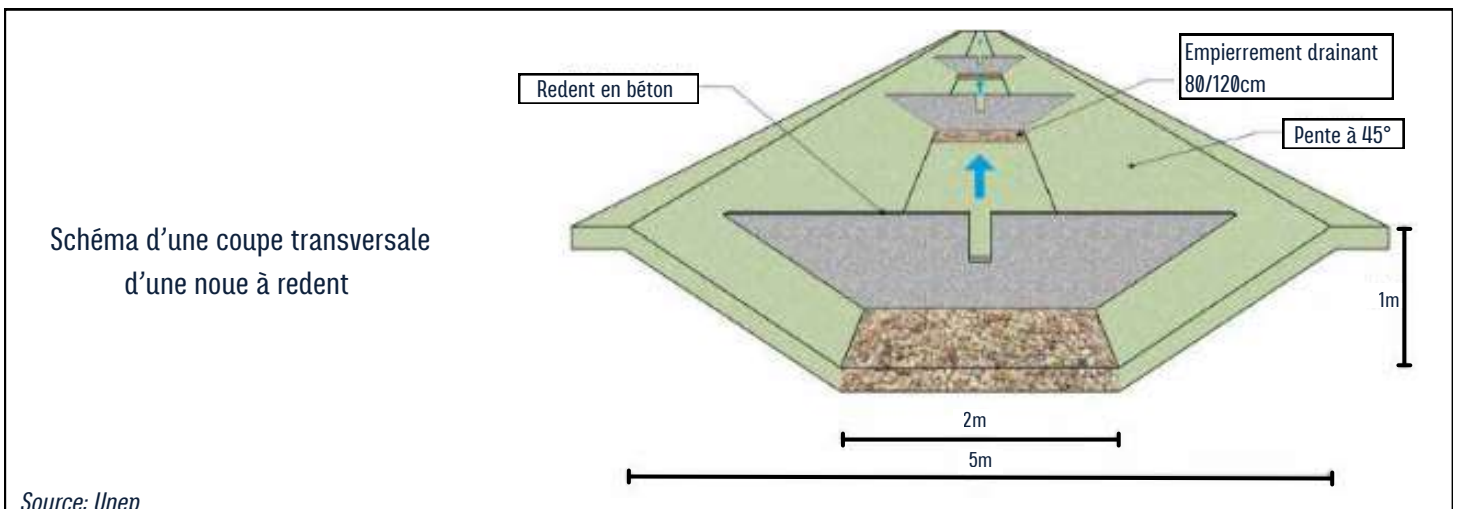 Redent en béton
Empierrement drainant
80/120cm
Pente à 45°
Schéma d'une coupe transversale
d'une noue à redent
1m
2m
5m
Source: Unep